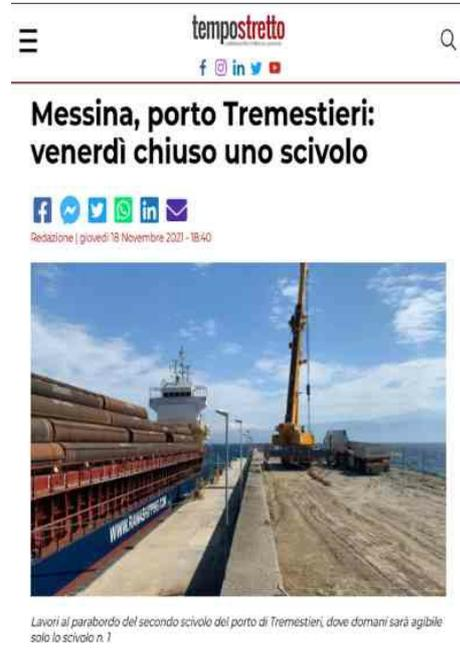 tempostretto
Messina, porto Tremestieri:
venerdì chiuso uno scivolo
Redazione | giovedì 18 Novembre 2021 - 18:40
Lavori al parabordo del secondo scivolo del porto di Tremestieri, dove domani sarà agibile
solo lo scivolo n. 1